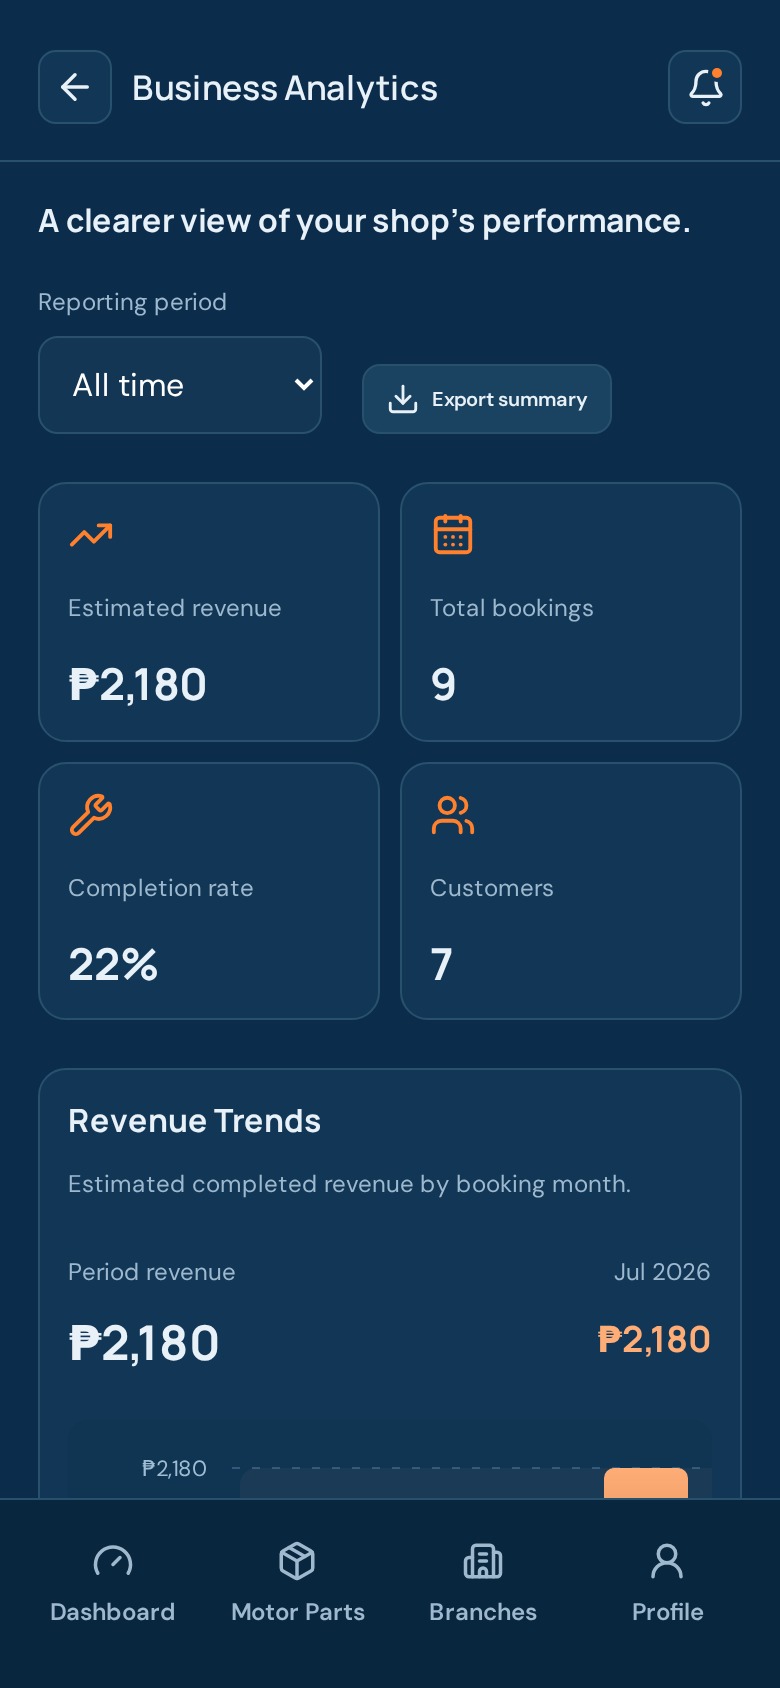 Business Analytics
A clearer view of your shop’s performance.
Reporting period
All time
Export summary
Estimated revenue
₱2,180
Total bookings
9
Completion rate
22%
Customers
7
Revenue Trends
Estimated completed revenue by booking month.
Period revenue
Jul 2026
₱2,180
₱2,180
₱2,180
Dashboard
Motor Parts
Branches
Profile